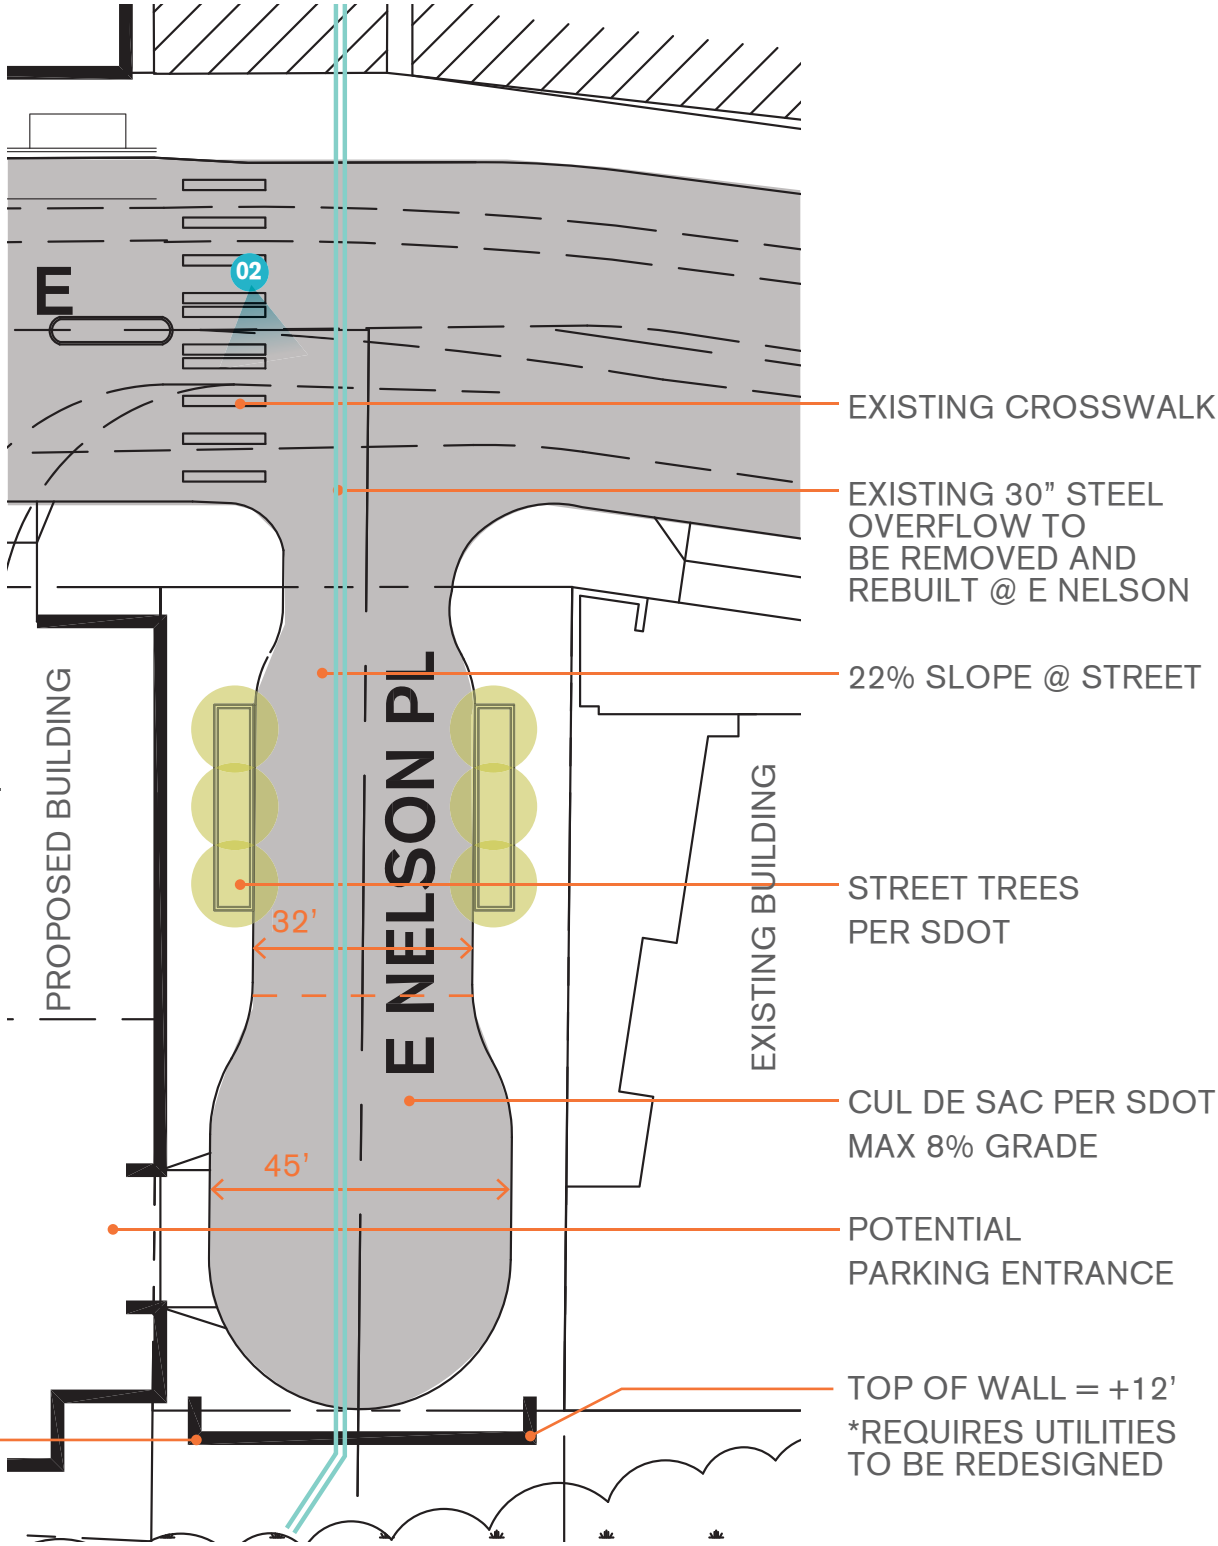 02
E
EXISTING CROSSWALK
EXISTING 30” STEEL
OVERFLOW TO
BE REMOVED AND
REBUILT @ E NELSON
22% SLOPE @ STREET
PROPOSED BUILDING
E NELSON PL
EXISTING BUILDING
STREET TREES
PER SDOT
32’
CUL DE SAC PER SDOT
MAX 8% GRADE
45’
POTENTIAL
PARKING ENTRANCE
TOP OF WALL = +12’
*REQUIRES UTILITIES
TO BE REDESIGNED